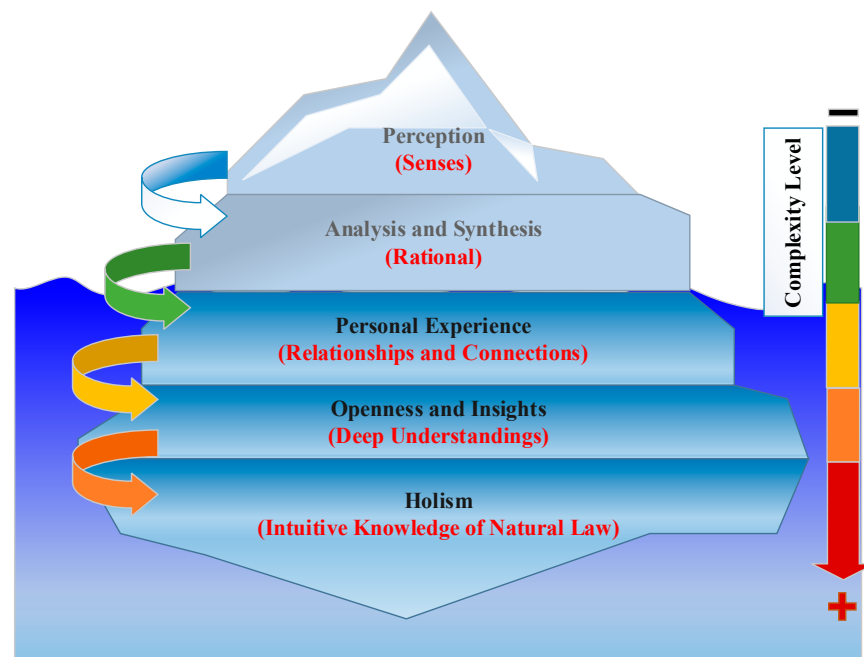 Perception
(Senses)
Analysis and Synthesis
(Rational)
Personal Experience
(Relationships and Connections)
Openness and Insights
(Deep Understandings)
Holism
(Intuitive Knowledge of Natural Law)
Complexity Level